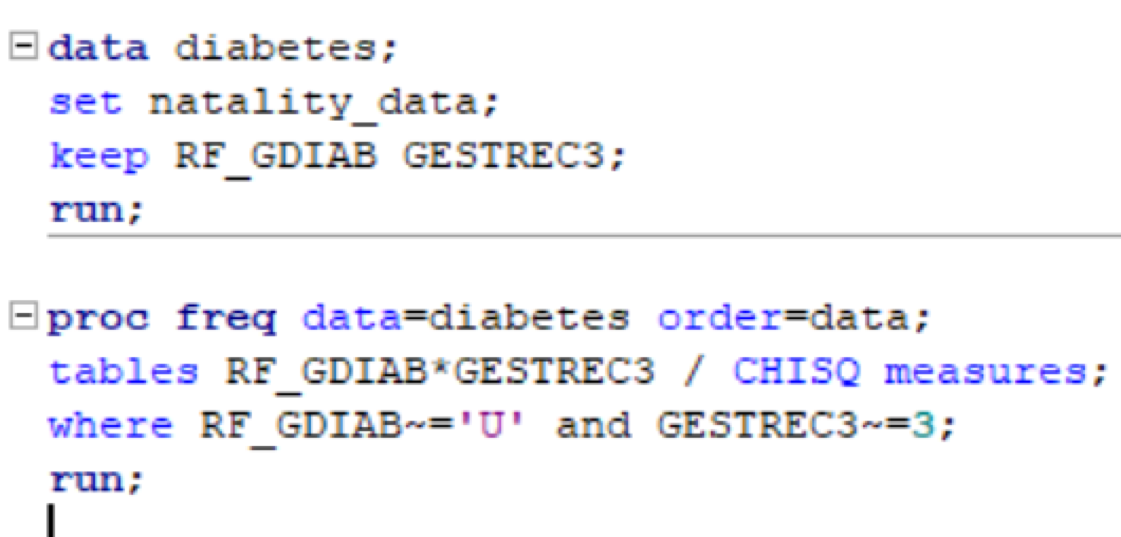 data diabetes;
set natality_data;
keep RF_GDIAB GESTREC3;
run;
proc freq data=diabetes order=data;
tables RF_GDIAB*GESTREC3 / CHISQ measures;
where RF_GDIAB~='U' and GESTREC3~=3;
run;